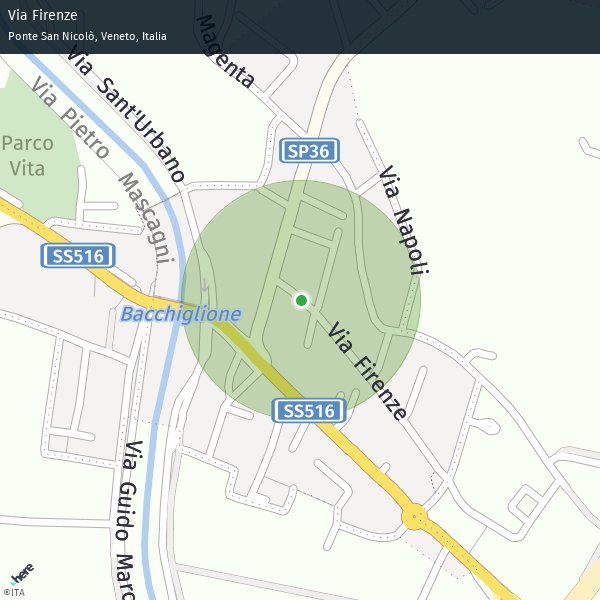 Via Firenze
Ponte San Nicolò, Veneto, Italia
Magenta
Via Sant'Urbano
Via Pietro Mascagni
Parco
Vita
SP36
Via Napoli
SS516
Bacchiglione
Via Firenze
SS516
Via Guido Marc
here
©ITA